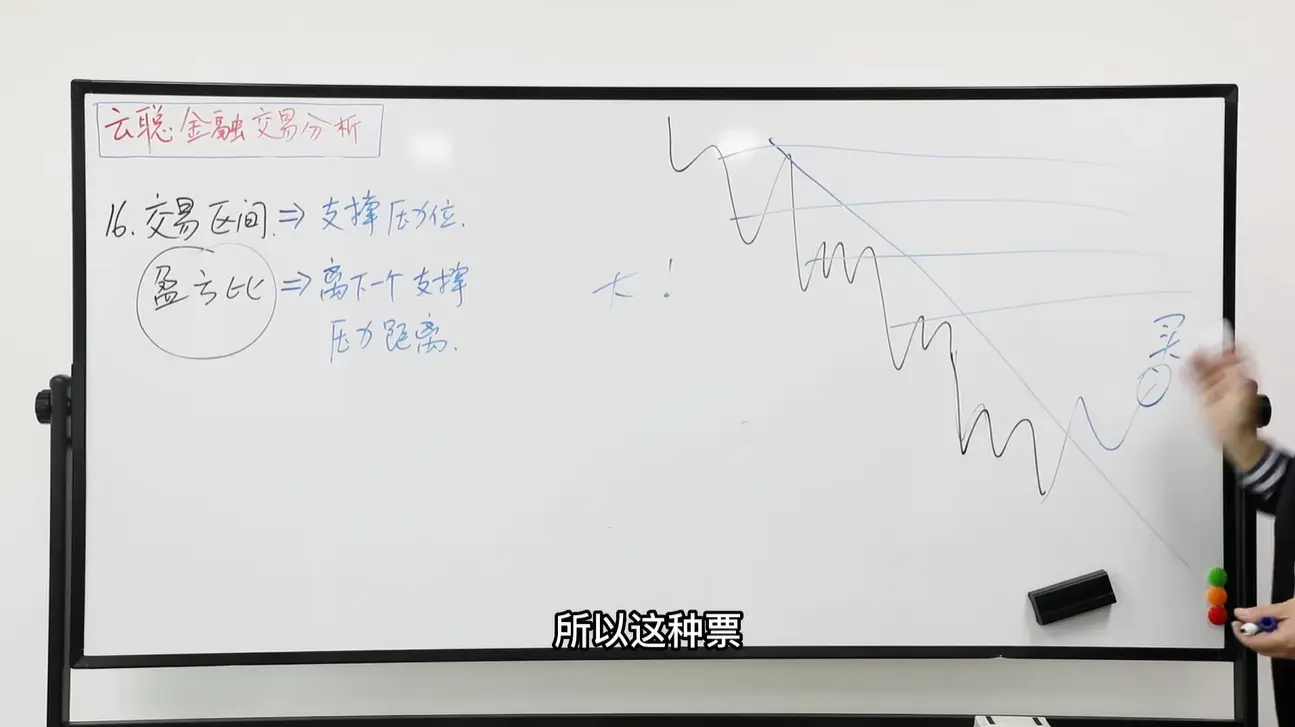 云聪金融交易分析
16.交易区间⇒支撑压力位.
盈亏比⇒离下一个支撑
压力距离.
大！
买
所以这种票